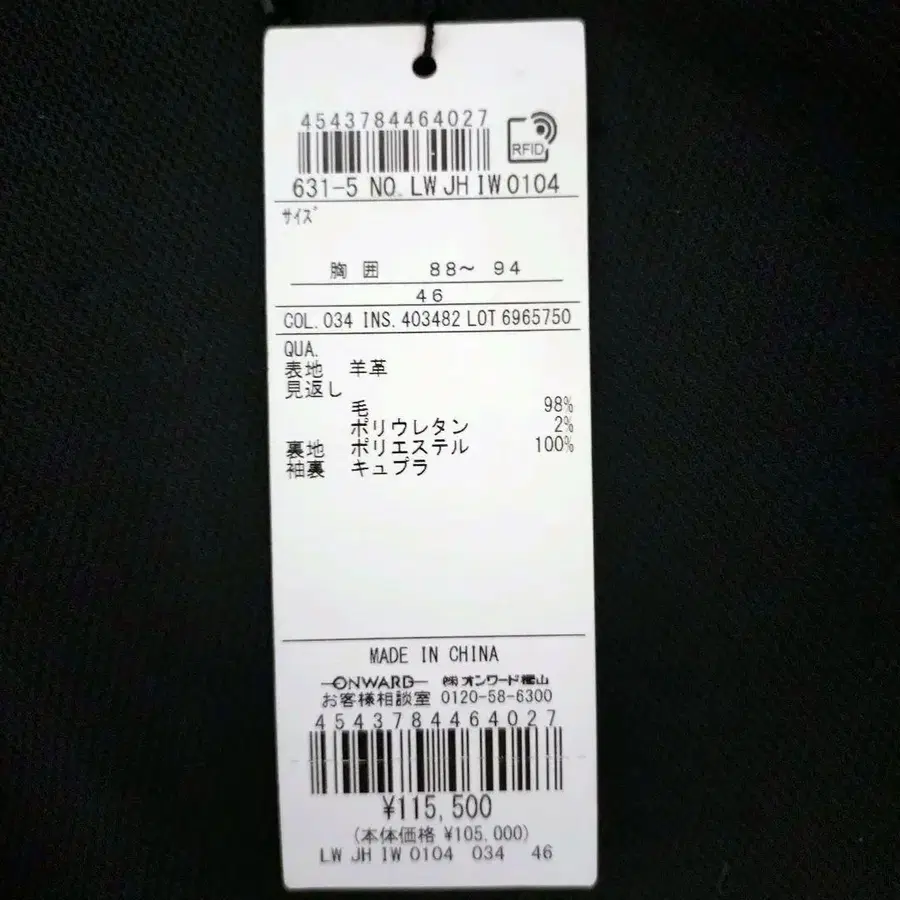 4543784464027
RFID
631-5 NO. LW JH IW 0104
サイズ
胸 囲 88～ 94
46
COL. 034 INS. 403482 LOT 6965750
QUA.
表地 羊革
見返し
毛 98%
ポリウレタン 2%
裏地 ポリエステル 100%
袖裏 キュプラ
MADE IN CHINA
ONWARD ㈱オンワード樫山
お客様相談室 0120-58-6300
4543784464027
¥115,500
(本体価格 ¥105,000)
LW JH IW 0104 034 46